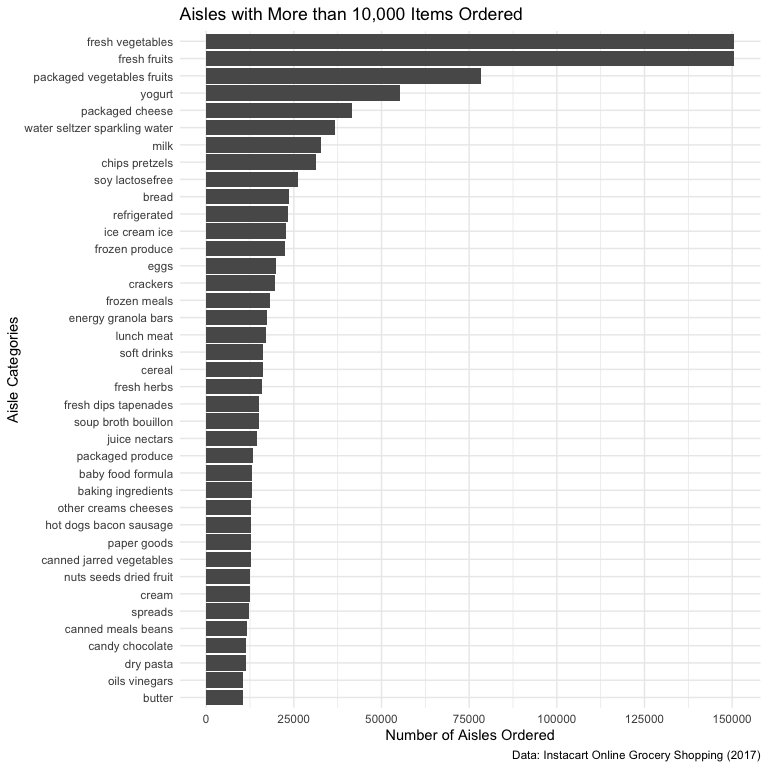 Aisles with More than 10,000 Items Ordered
fresh vegetables
fresh fruits
packaged vegetables fruits
yogurt
packaged cheese
water seltzer sparkling water
milk
chips pretzels
soy lactosefree
bread
refrigerated
ice cream ice
frozen produce
eggs
crackers
frozen meals
energy granola bars
lunch meat
soft drinks
cereal
fresh herbs
fresh dips tapenades
soup broth bouillon
juice nectars
packaged produce
baby food formula
baking ingredients
other creams cheeses
hot dogs bacon sausage
paper goods
canned jarred vegetables
nuts seeds dried fruit
cream
spreads
canned meals beans
candy chocolate
dry pasta
oils vinegars
butter
Aisle Categories
0 25000 50000 75000 100000 125000 150000
Number of Aisles Ordered
Data: Instacart Online Grocery Shopping (2017)